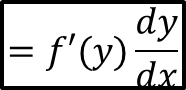 = f′(y) dy/dx